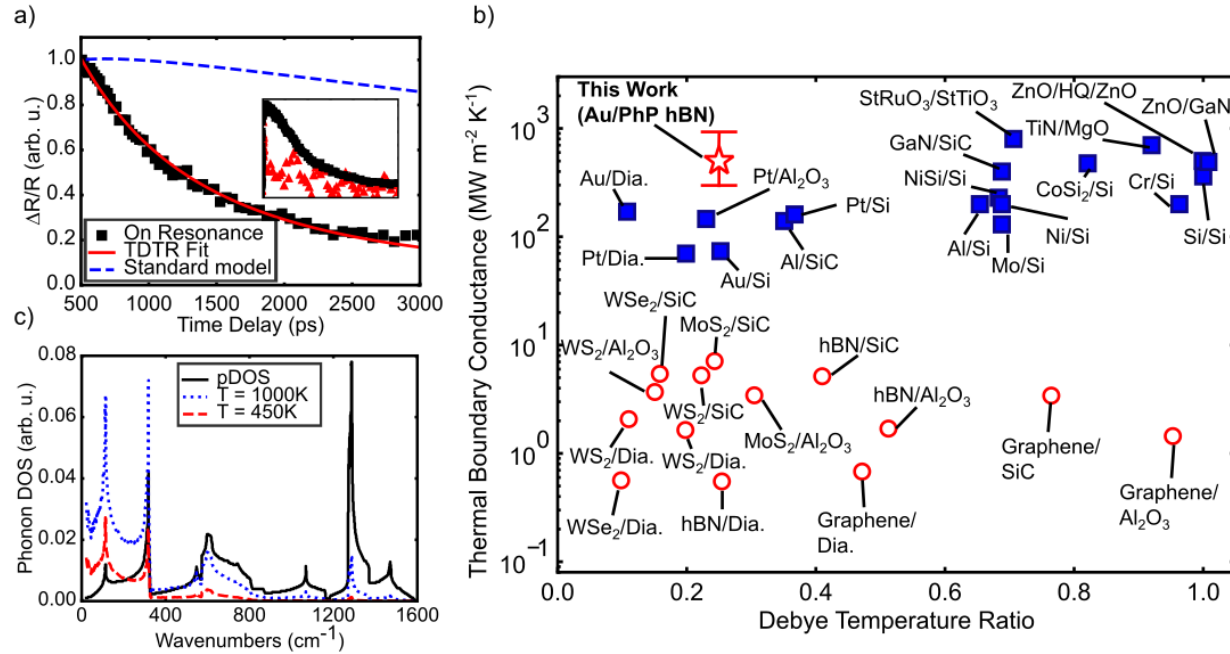 a)
ΔR/R (arb. u.)
1.0
0.8
0.6
0.4
0.2
0.0
On Resonance
TDTR Fit
Standard model
500 1000 1500 2000 2500 3000
Time Delay (ps)
c)
Phonon DOS (arb. u.)
0.08
0.06
0.04
0.02
0.00
pDOS
T = 1000K
T = 450K
0 400 800 1200 1600
Wavenumbers (cm⁻¹)
b)
Thermal Boundary Conductance (MW m⁻² K⁻¹)
10³
10²
10¹
10⁰
10⁻¹
This Work
(Au/PhP hBN)
StRuO₃/StTiO₃
ZnO/HQ/ZnO
ZnO/GaN
TiN/MgO
GaN/SiC
NiSi/Si
CoSi₂/Si
Cr/Si
Au/Dia.
Pt/Al₂O₃
Pt/Si
Al/Si
Ni/Si
Mo/Si
Si/Si
Pt/Dia.
Au/Si
Al/SiC
WSe₂/SiC
MoS₂/SiC
WS₂/Al₂O₃
hBN/SiC
WS₂/SiC
MoS₂/Al₂O₃
hBN/Al₂O₃
WS₂/Dia.
WS₂/Dia.
Graphene/
SiC
WSe₂/Dia.
hBN/Dia.
Graphene/
Dia.
Graphene/
Al₂O₃
0.0 0.2 0.4 0.6 0.8 1.0
Debye Temperature Ratio